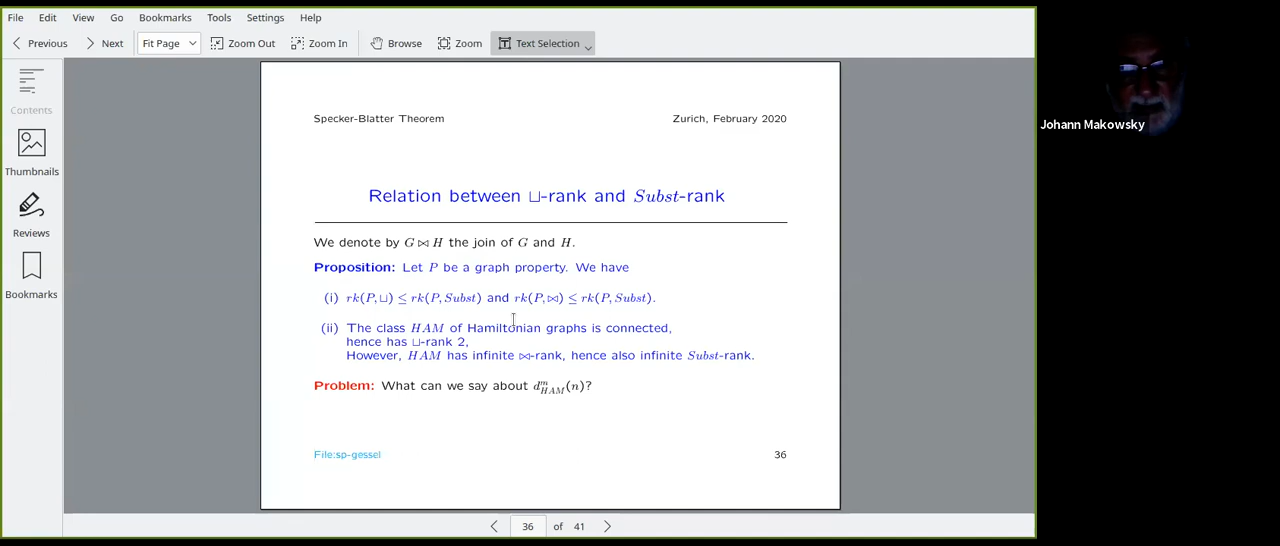 File Edit View Go Bookmarks Tools Settings Help
Previous Next Fit Page Zoom Out Zoom In Browse Zoom Text Selection
Contents
Thumbnails
Reviews
Bookmarks
Specker-Blatter Theorem Zurich, February 2020
Relation between ⊔-rank and Subst-rank
We denote by G ⋈ H the join of G and H.
Proposition: Let P be a graph property. We have
(i) rk(P, ⊔) ≤ rk(P, Subst) and rk(P, ⋈) ≤ rk(P, Subst).
(ii) The class HAM of Hamiltonian graphs is connected,
hence has ⊔-rank 2,
However, HAM has infinite ⋈-rank, hence also infinite Subst-rank.
Problem: What can we say about d^m_{HAM}(n)?
File:sp-gessel 36
36 of 41
Johann Makowsky